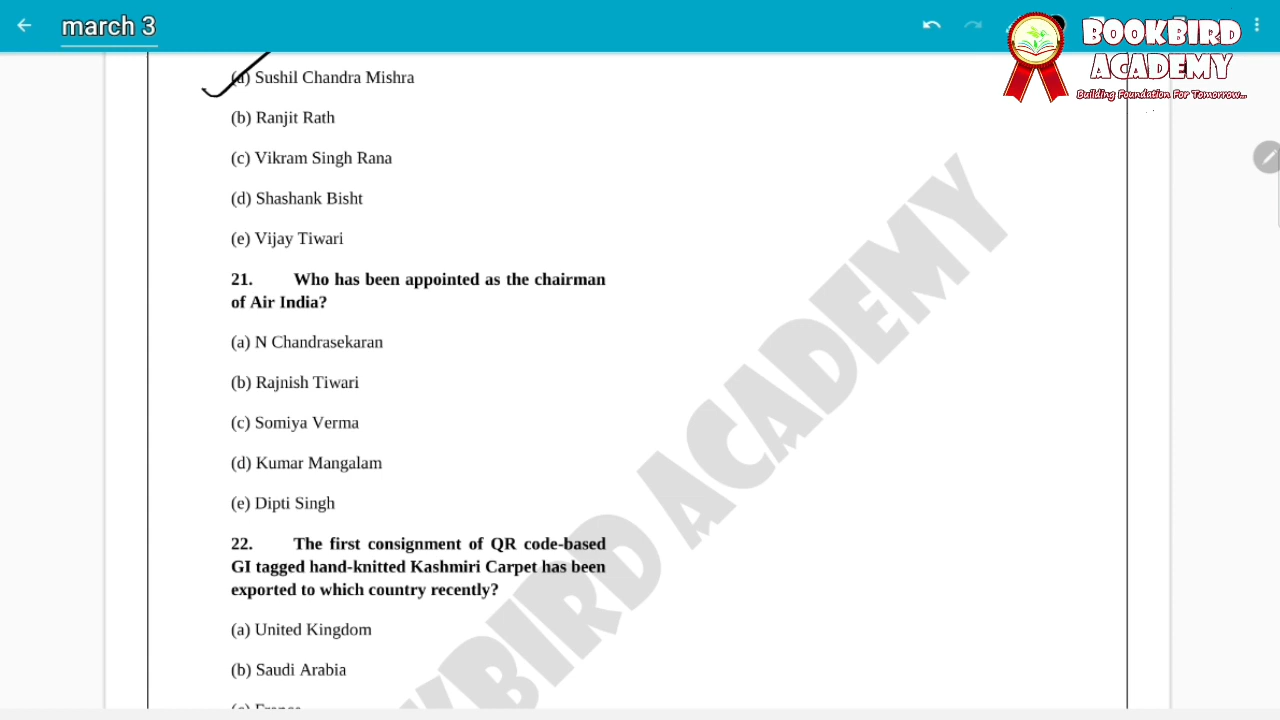 march 3
BOOKBIRD
ACADEMY
Building Foundation For Tomorrow...
(a) Sushil Chandra Mishra
(b) Ranjit Rath
(c) Vikram Singh Rana
(d) Shashank Bisht
(e) Vijay Tiwari
21. Who has been appointed as the chairman
of Air India?
(a) N Chandrasekaran
(b) Rajnish Tiwari
(c) Somiya Verma
(d) Kumar Mangalam
(e) Dipti Singh
22. The first consignment of QR code-based
GI tagged hand-knitted Kashmiri Carpet has been
exported to which country recently?
(a) United Kingdom
(b) Saudi Arabia
(c) France
KBIRD ACADEMY